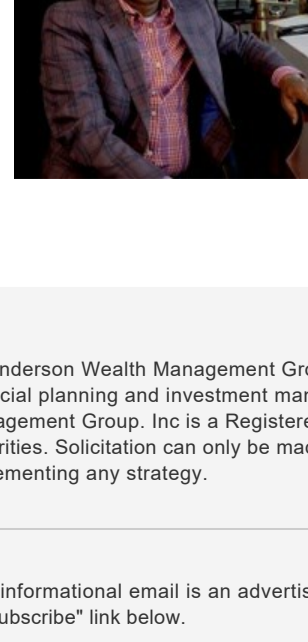 nderson Wealth Management Gro
cial planning and investment mar
agement Group. Inc is a Registere
rities. Solicitation can only be mad
ementing any strategy.
informational email is an advertis
ubscribe" link below.